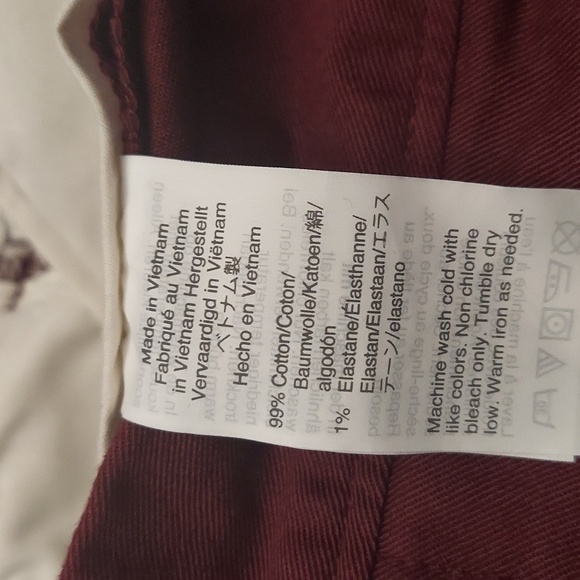 Made in Vietnam
Fabriqué au Vietnam
in Vietnam Hergestellt
Vervaardigd in Viëtnam
ベトナム製
Hecho en Vietnam
99% Cotton/Coton/
Baumwolle/Katoen/綿/
algodón
1% Elastane/Élasthanne/
Elastan/Elastaan/エラス
テーン/elastano
Machine wash cold with
like colors. Non chlorine
bleach only. Tumble dry
low. Warm iron as needed.